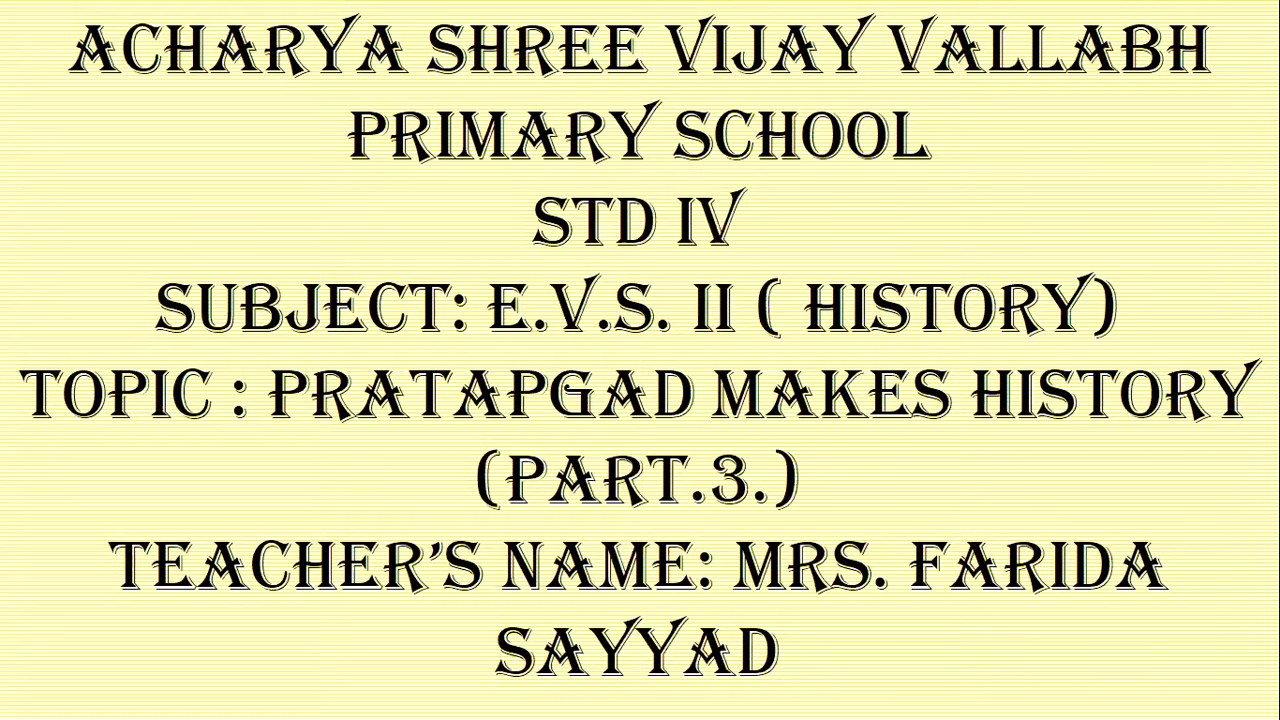 ACHARYA SHREE VIJAY VALLABH
PRIMARY SCHOOL
STD IV
SUBJECT: E.V.S. II ( HISTORY)
TOPIC : PRATAPGAD MAKES HISTORY
(PART.3.)
TEACHER’S NAME: MRS. FARIDA
SAYYAD